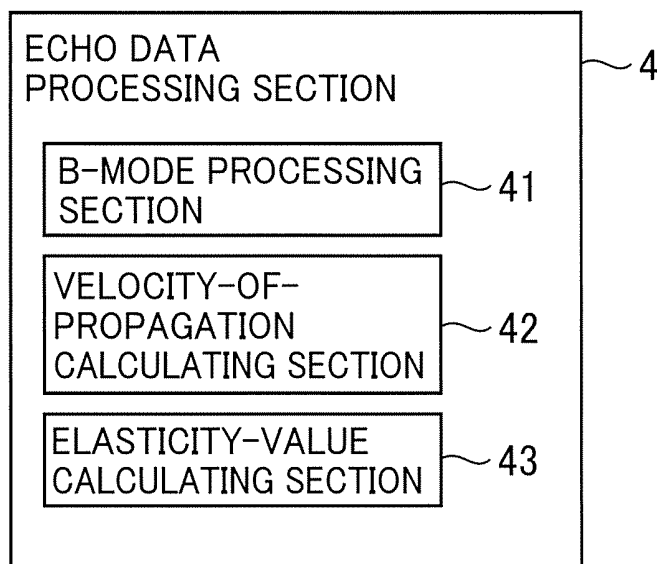 ECHO DATA
PROCESSING SECTION
4
B-MODE PROCESSING
SECTION
41
VELOCITY-OF-
PROPAGATION
CALCULATING SECTION
42
ELASTICITY-VALUE
CALCULATING SECTION
43